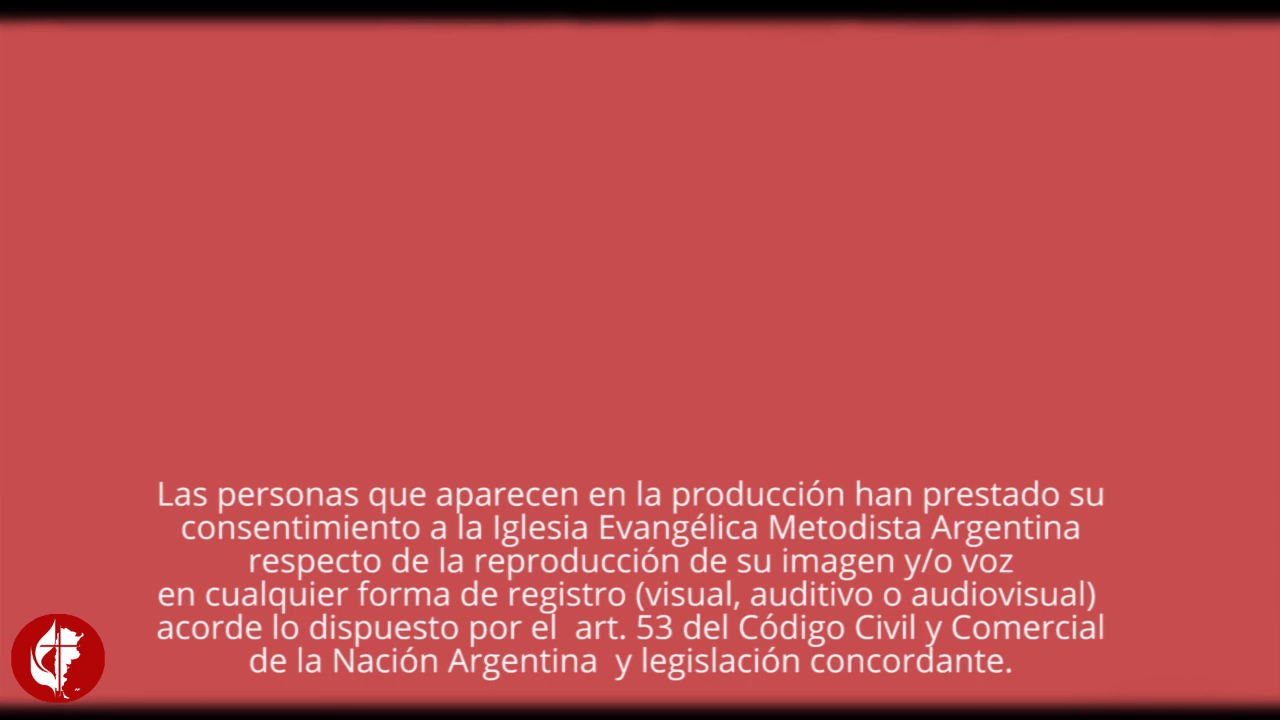 Las personas que aparecen en la producción han prestado su
consentimiento a la Iglesia Evangélica Metodista Argentina
respecto de la reproducción de su imagen y/o voz
en cualquier forma de registro (visual, auditivo o audiovisual)
acorde lo dispuesto por el  art. 53 del Código Civil y Comercial
de la Nación Argentina  y legislación concordante.